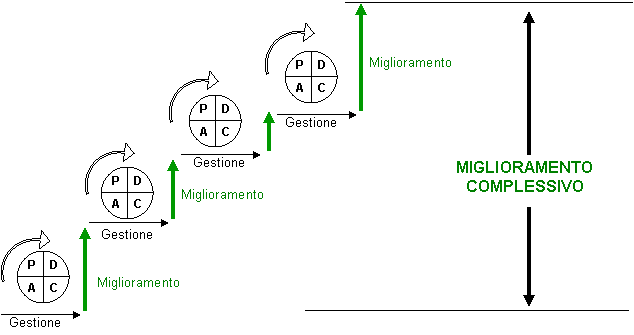 P D
A C
Miglioramento
Gestione
P D
A C
Gestione
MIGLIORAMENTO
COMPLESSIVO
P D
A C
Miglioramento
Gestione
P D
A C
Miglioramento
Gestione